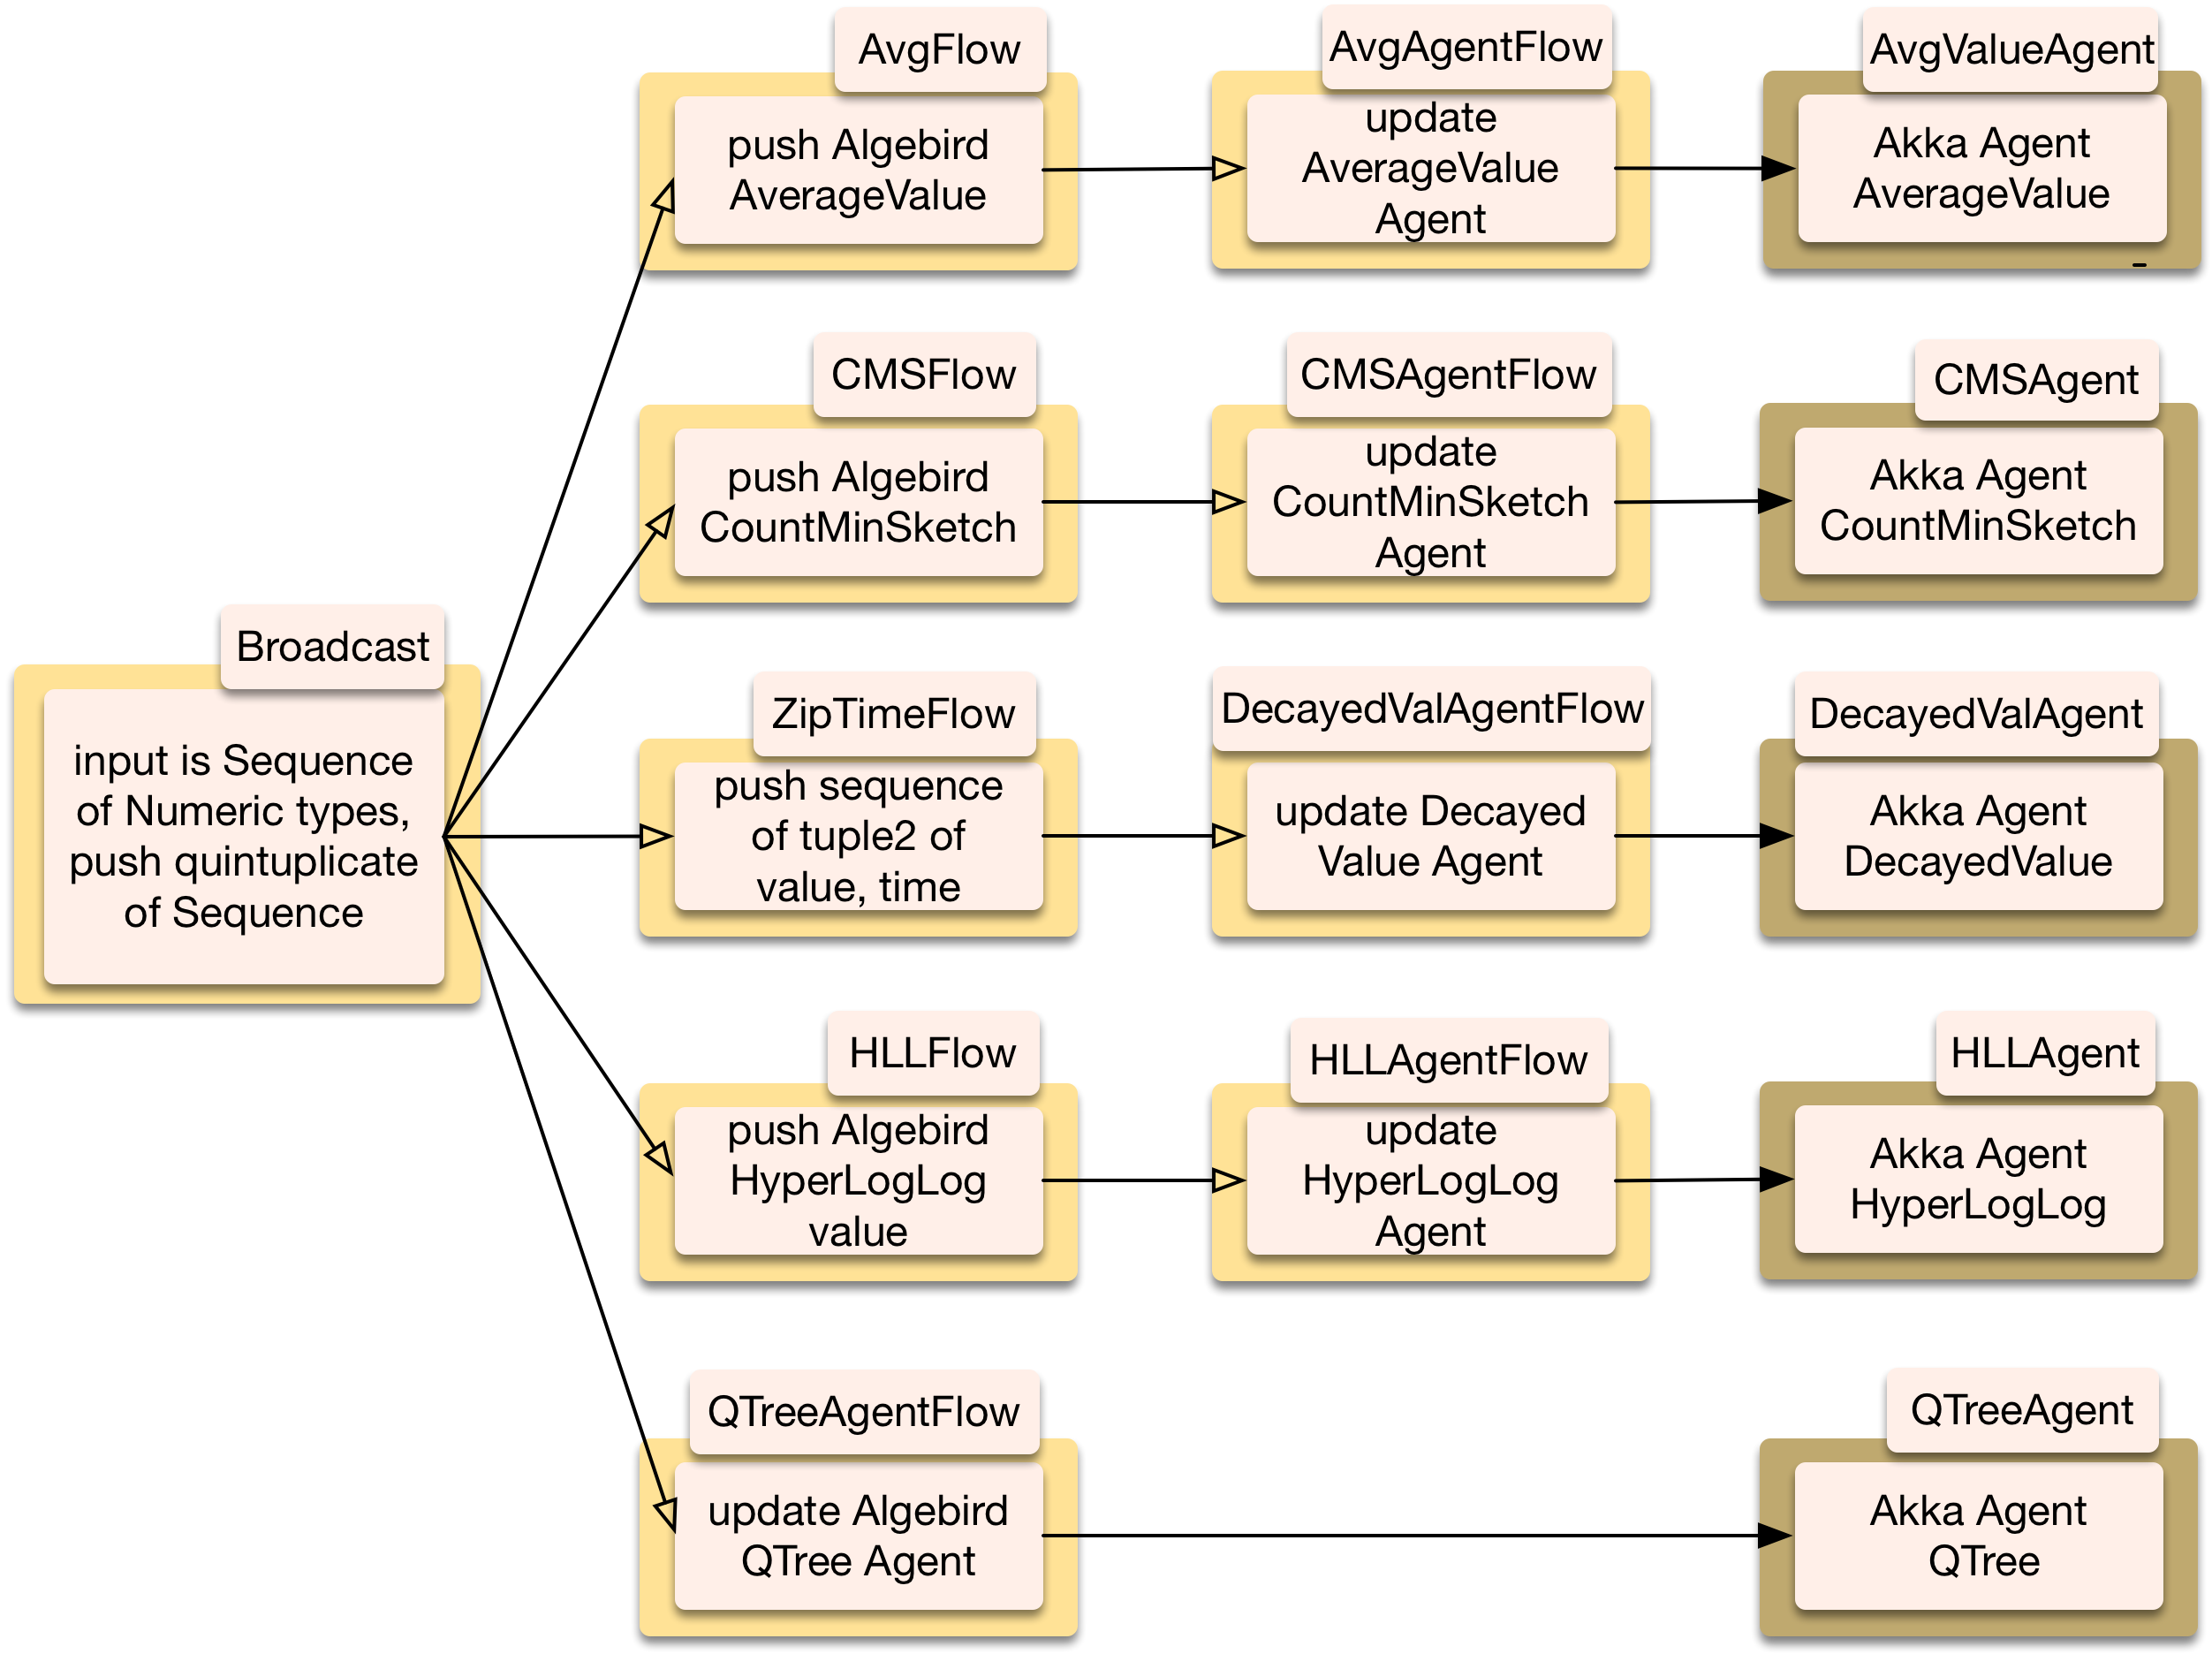 AvgFlow
push Algebird
AverageValue
AvgAgentFlow
update
AverageValue
Agent
AvgValueAgent
Akka Agent
AverageValue
CMSFlow
push Algebird
CountMinSketch
CMSAgentFlow
update
CountMinSketch
Agent
CMSAgent
Akka Agent
CountMinSketch
Broadcast
input is Sequence
of Numeric types,
push quintuplicate
of Sequence
ZipTimeFlow
push sequence
of tuple2 of
value, time
DecayedValAgentFlow
update Decayed
Value Agent
DecayedValAgent
Akka Agent
DecayedValue
HLLFlow
push Algebird
HyperLogLog
value
HLLAgentFlow
update
HyperLogLog
Agent
HLLAgent
Akka Agent
HyperLogLog
QTreeAgentFlow
update Algebird
QTree Agent
QTreeAgent
Akka Agent
QTree